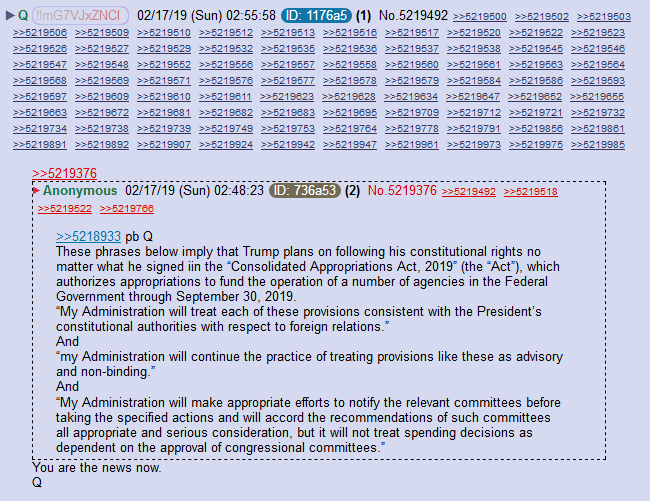 ▶Q !!mG7VJxZNCI 02/17/19 (Sun) 02:55:58 ID: 1176a5 (1) No.5219492 >>5219500 >>5219502 >>5219503
>>5219506 >>5219509 >>5219510 >>5219512 >>5219513 >>5219516 >>5219517 >>5219520 >>5219522 >>5219523
>>5219526 >>5219527 >>5219529 >>5219532 >>5219535 >>5219536 >>5219537 >>5219538 >>5219545 >>5219546
>>5219547 >>5219548 >>5219552 >>5219556 >>5219557 >>5219558 >>5219560 >>5219561 >>5219563 >>5219564
>>5219568 >>5219569 >>5219571 >>5219576 >>5219577 >>5219578 >>5219579 >>5219584 >>5219586 >>5219593
>>5219597 >>5219609 >>5219610 >>5219611 >>5219623 >>5219628 >>5219634 >>5219647 >>5219652 >>5219655
>>5219663 >>5219672 >>5219681 >>5219682 >>5219683 >>5219695 >>5219709 >>5219712 >>5219721 >>5219732
>>5219734 >>5219738 >>5219739 >>5219749 >>5219753 >>5219764 >>5219778 >>5219791 >>5219856 >>5219861
>>5219891 >>5219892 >>5219907 >>5219924 >>5219942 >>5219947 >>5219961 >>5219973 >>5219975 >>5219985
>>5219376
▶Anonymous 02/17/19 (Sun) 02:48:23 ID: 736a53 (2) No.5219376 >>5219492 >>5219518
>>5219522 >>5219766
>>5218933 pb Q
These phrases below imply that Trump plans on following his constitutional rights no
matter what he signed iin the “Consolidated Appropriations Act, 2019” (the “Act”), which
authorizes appropriations to fund the operation of a number of agencies in the Federal
Government through September 30, 2019.
“My Administration will treat each of these provisions consistent with the President’s
constitutional authorities with respect to foreign relations.”
And
“my Administration will continue the practice of treating provisions like these as advisory
and non-binding.”
And
“My Administration will make appropriate efforts to notify the relevant committees before
taking the specified actions and will accord the recommendations of such committees
all appropriate and serious consideration, but it will not treat spending decisions as
dependent on the approval of congressional committees.”
You are the news now.
Q